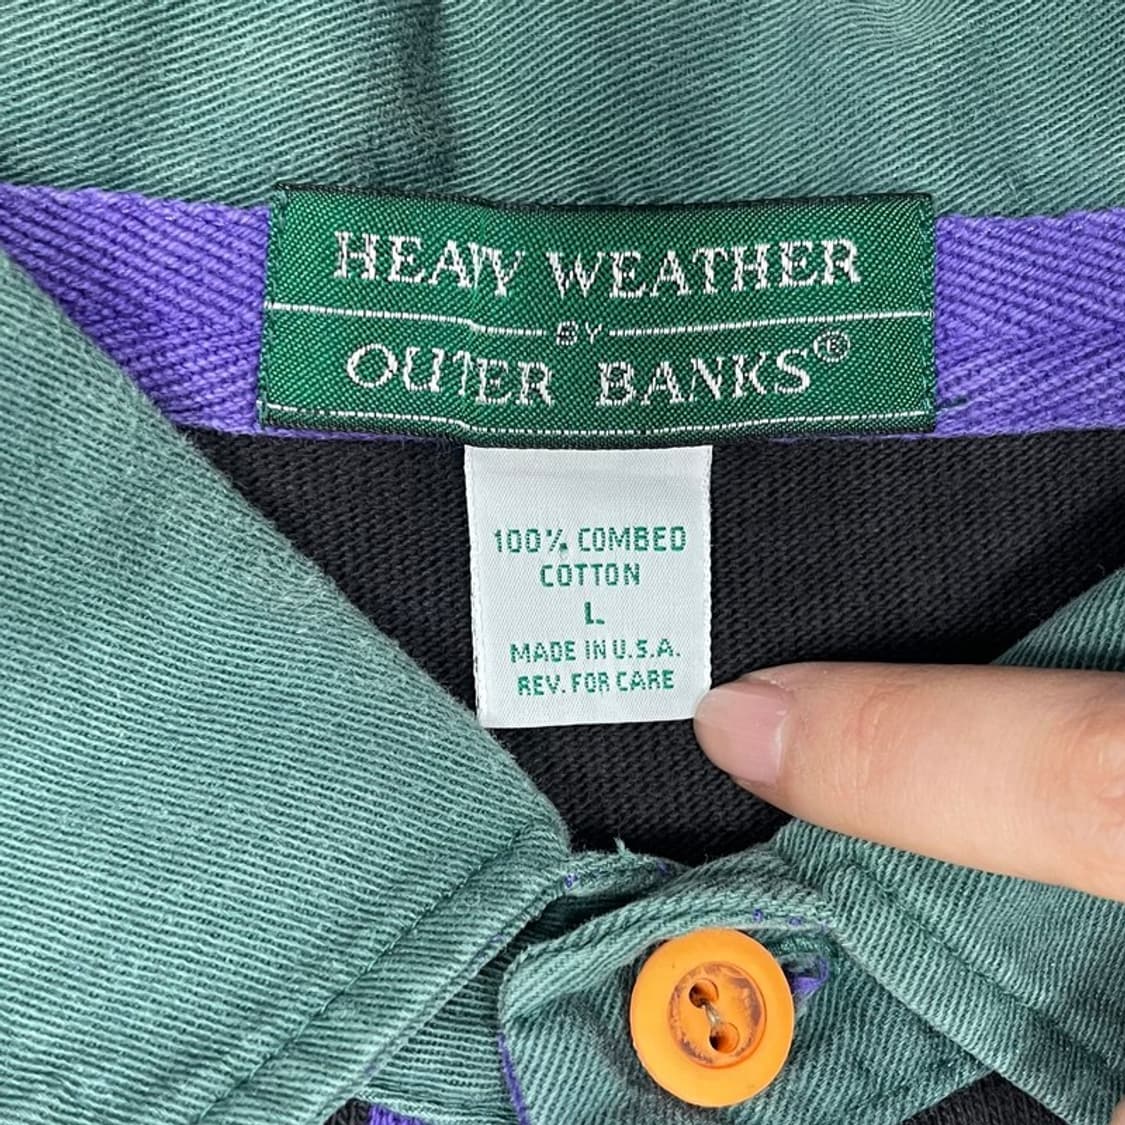 HEAVY WEATHER
BY
OUTER BANKS®
100% COMBED
COTTON
L
MADE IN U.S.A.
REV. FOR CARE